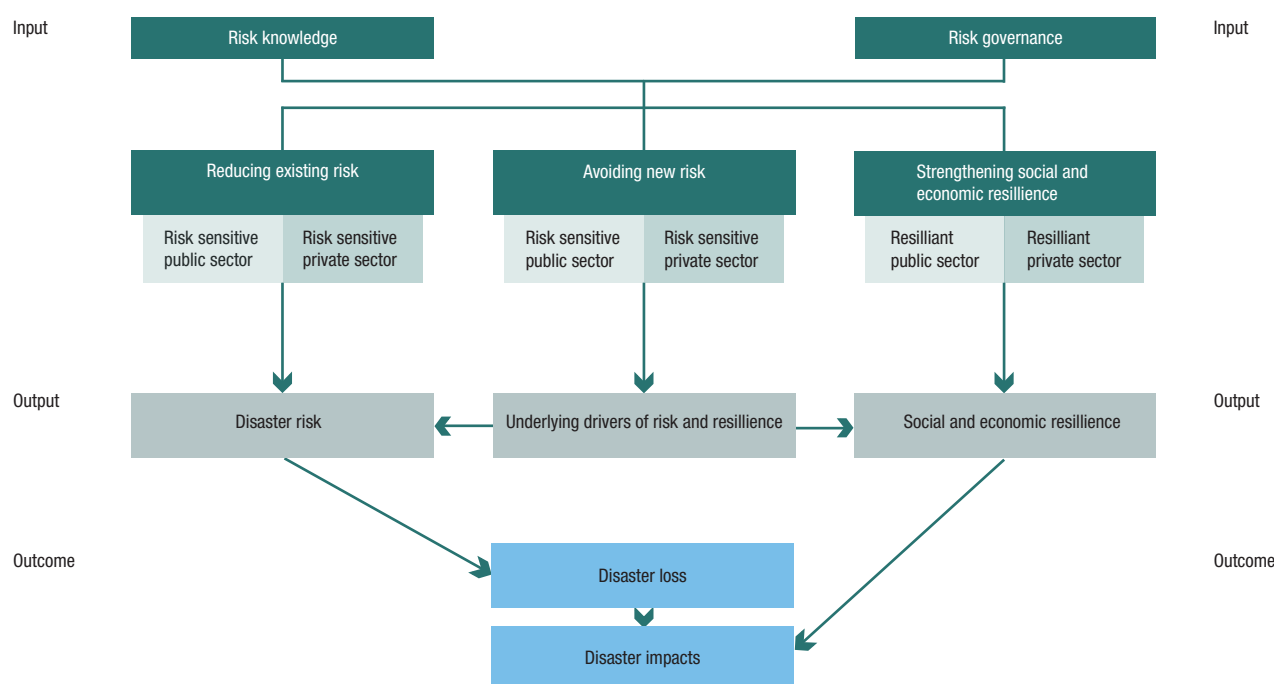 Input
Risk knowledge
Risk governance
Input
Reducing existing risk
Avoiding new risk
Strengthening social and
economic resillience
Risk sensitive
public sector
Risk sensitive
private sector
Risk sensitive
public sector
Risk sensitive
private sector
Resilliant
public sector
Resilliant
private sector
Output
Disaster risk
Underlying drivers of risk and resillience
Social and economic resillience
Output
Outcome
Disaster loss
Outcome
Disaster impacts